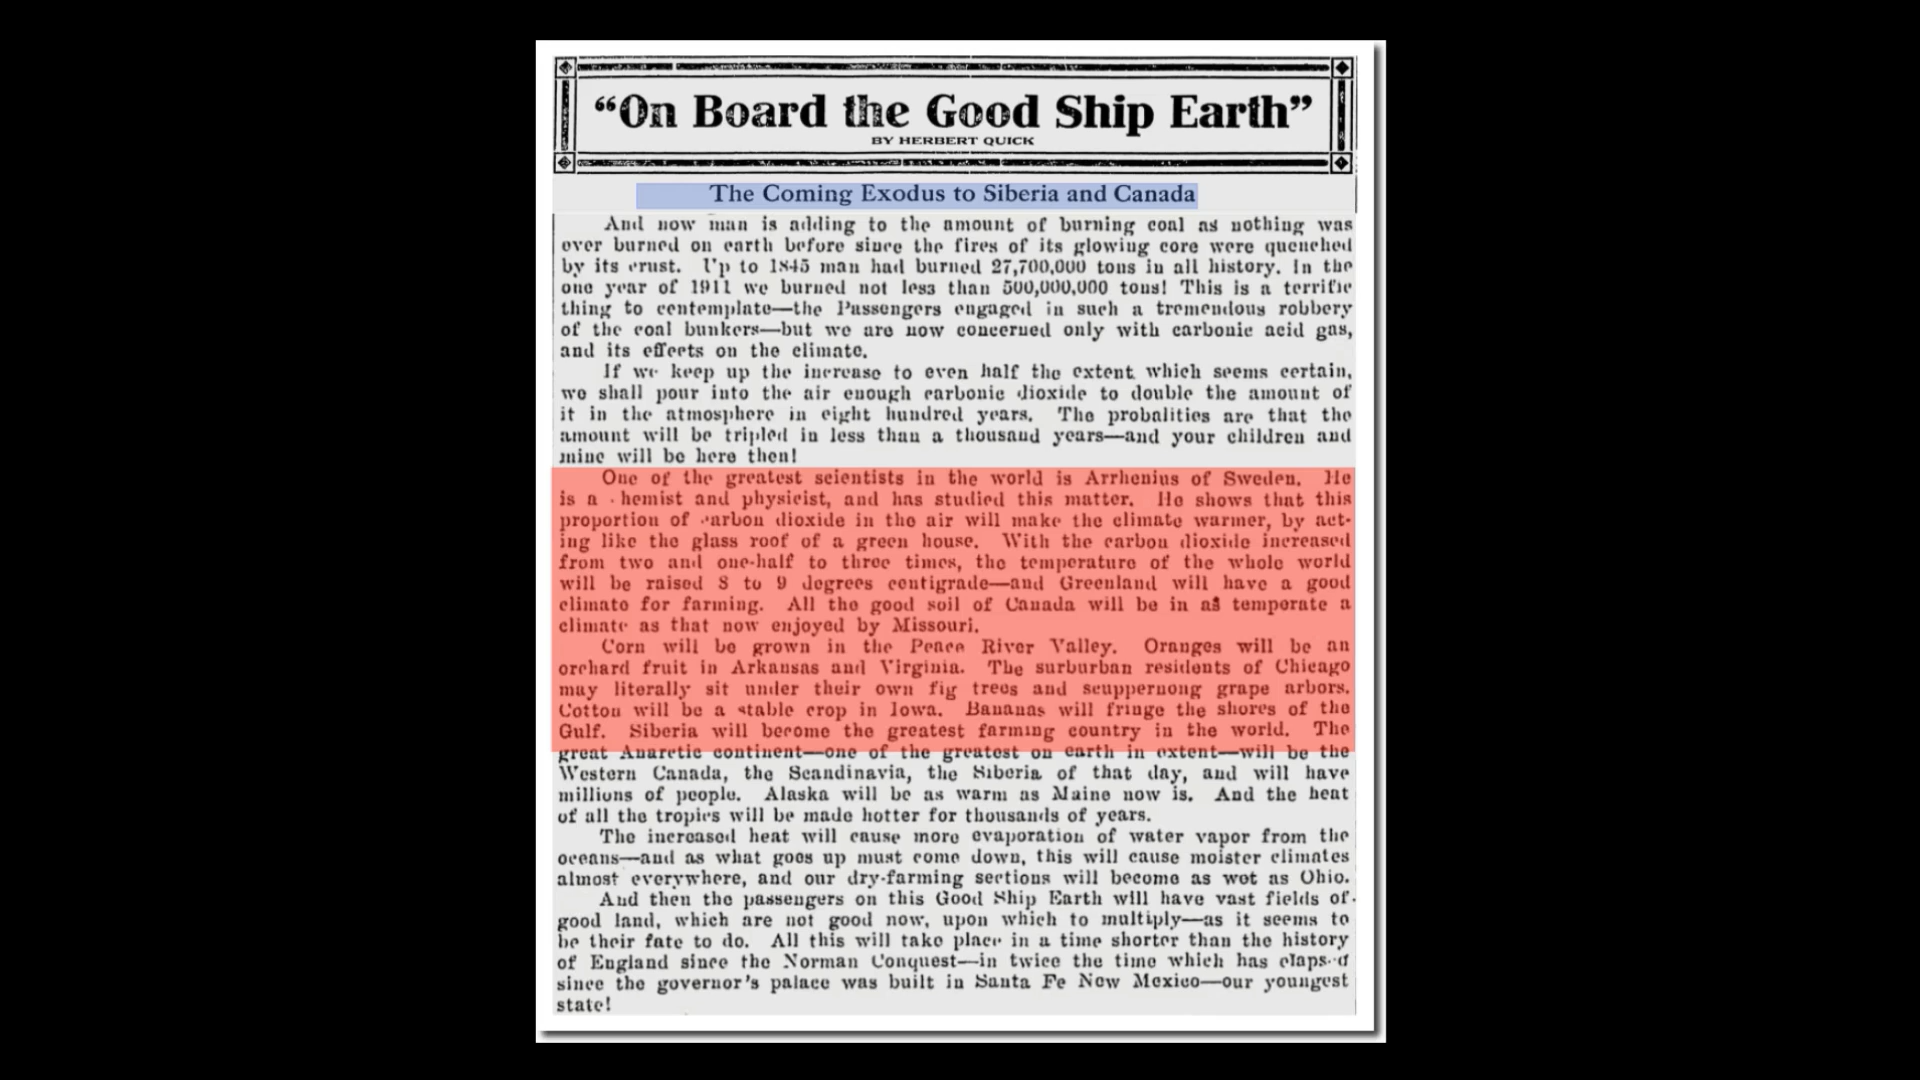 “On Board the Good Ship Earth”
BY HERBERT QUICK
The Coming Exodus to Siberia and Canada
And now man is adding to the amount of burning coal as nothing was
ever burned on earth before since the fires of its glowing core were quenched
by its crust. Up to 1845 man had burned 27,700,000 tons in all history. In the
one year of 1911 we burned not less than 500,000,000 tons! This is a terrific
thing to contemplate—the Passengers engaged in such a tremendous robbery
of the coal bunkers—but we are now concerned only with carbonic acid gas,
and its effects on the climate.
If we keep up the increase to even half the extent which seems certain,
we shall pour into the air enough carbonic dioxide to double the amount of
it in the atmosphere in eight hundred years. The probalities are that the
amount will be tripled in less than a thousand years—and your children and
mine will be here then!
One of the greatest scientists in the world is Arrhenius of Sweden. He
is a hemist and physicist, and has studied this matter. He shows that this
proportion of carbon dioxide in the air will make the climate warmer, by act-
ing like the glass roof of a green house. With the carbon dioxide increased
from two and one-half to three times, the temperature of the whole world
will be raised 8 to 9 degrees centigrade—and Greenland will have a good
climate for farming. All the good soil of Canada will be in as temperate a
climate as that now enjoyed by Missouri.
Corn will be grown in the Peace River Valley. Oranges will be an
orchard fruit in Arkansas and Virginia. The surburban residents of Chicago
may literally sit under their own fig trees and scuppernong grape arbors.
Cotton will be a stable crop in Iowa. Bananas will fringe the shores of the
Gulf. Siberia will become the greatest farming country in the world. The
great Anarctic continent—one of the greatest on earth in extent—will be the
Western Canada, the Scandinavia, the Siberia of that day, and will have
millions of people. Alaska will be as warm as Maine now is. And the heat
of all the tropics will be made hotter for thousands of years.
The increased heat will cause more evaporation of water vapor from the
oceans—and as what goes up must come down, this will cause moister climates
almost everywhere, and our dry-farming sections will become as wet as Ohio.
And then the passengers on this Good Ship Earth will have vast fields of
good land, which are not good now, upon which to multiply—as it seems to
be their fate to do. All this will take place in a time shorter than the history
of England since the Norman Conquest—in twice the time which has elapsed
since the governor's palace was built in Santa Fe New Mexico—our youngest
state!